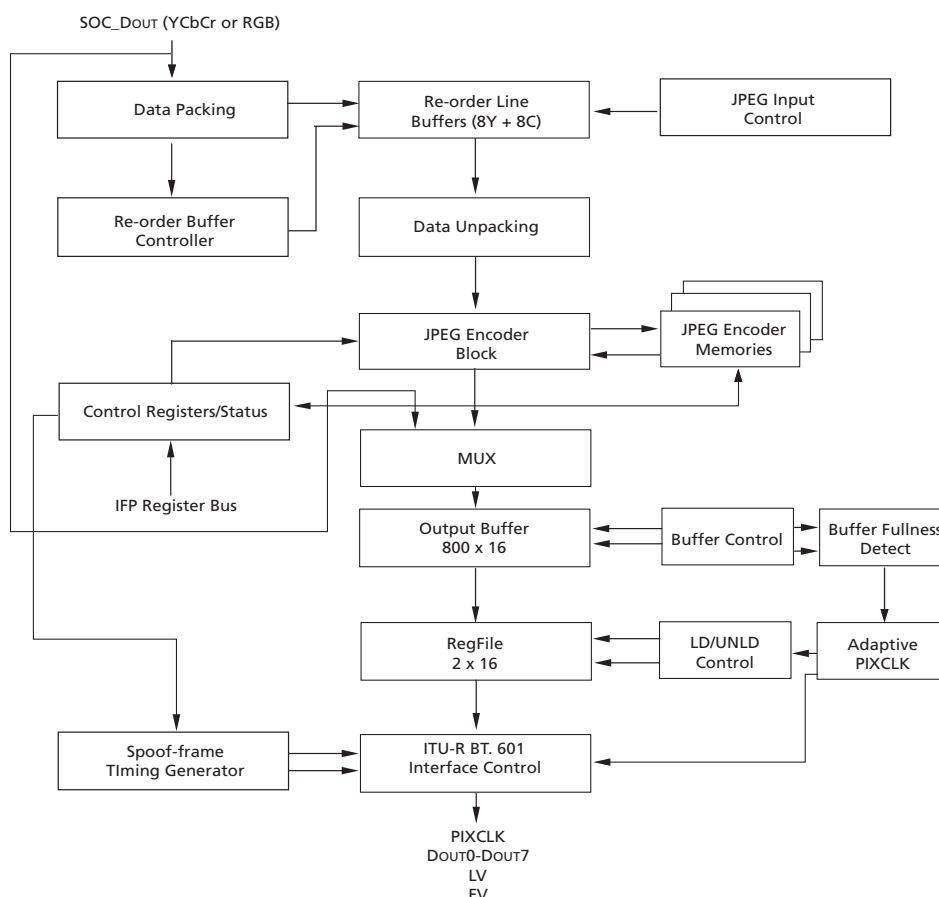 SOC_DOUT (YCbCr or RGB)
Data Packing
Re-order Line
Buffers (8Y + 8C)
JPEG Input
Control
Re-order Buffer
Controller
Data Unpacking
JPEG Encoder
Block
JPEG Encoder
Memories
Control Registers/Status
MUX
IFP Register Bus
Output Buffer
800 x 16
Buffer Control
Buffer Fullness
Detect
RegFile
2 x 16
LD/UNLD
Control
Adaptive
PIXCLK
Spoof-frame
TIming Generator
ITU-R BT. 601
Interface Control
PIXCLK
DOUT0-DOUT7
LV
FV